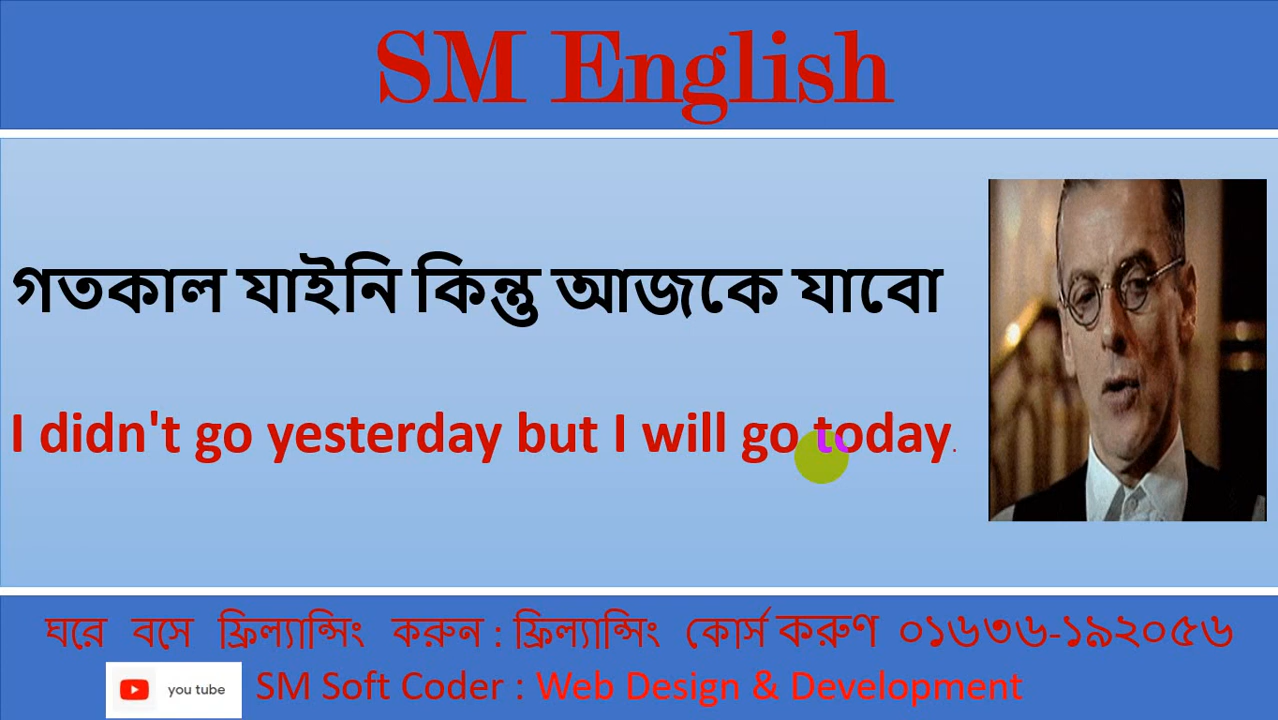 SM English
গতকাল যাইনি কিন্তু আজকে যাবো
I didn't go yesterday but I will go today.
ঘরে বসে ফ্রিল্যান্সিং করুন : ফ্রিল্যান্সিং কোর্স করুণ ০১৬৩৬-১৯২০৫৬
you tube
SM Soft Coder : Web Design & Development